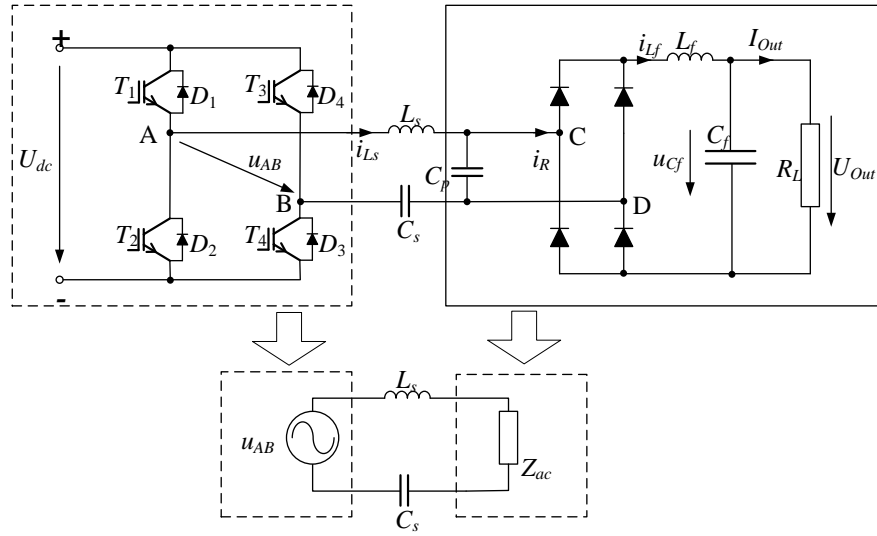 +
T1
D1
T3
D4
Udc
A
uAB
B
T2
D2
T4
D3
-
iLs
Ls
Cp
Cs
iR
C
D
iLf
Lf
IOut
uCf
Cf
RL
UOut
uAB
Ls
Cs
Zac